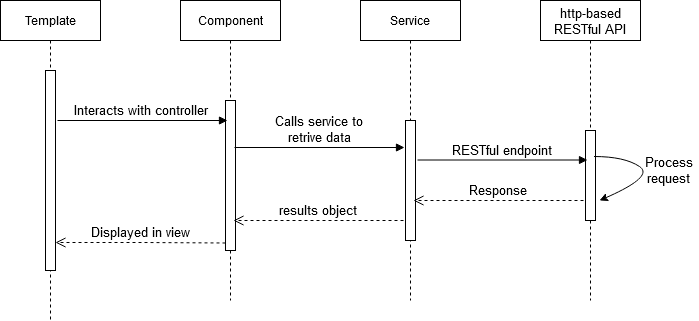 Template
Component
Service
http-based
RESTful API
Interacts with controller
Calls service to
retrive data
RESTful endpoint
Process
request
Response
results object
Displayed in view